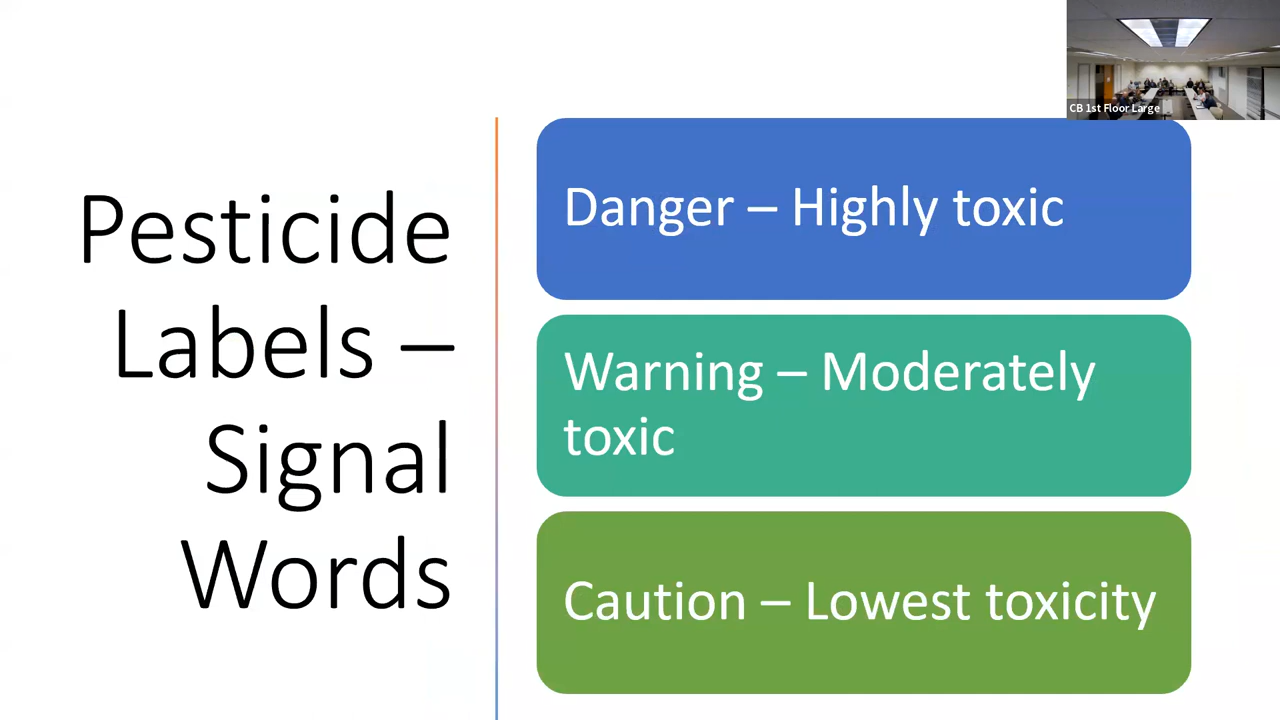 Pesticide
Labels –
Signal
Words
CB 1st Floor Large
Danger – Highly toxic
Warning – Moderately
toxic
Caution – Lowest toxicity